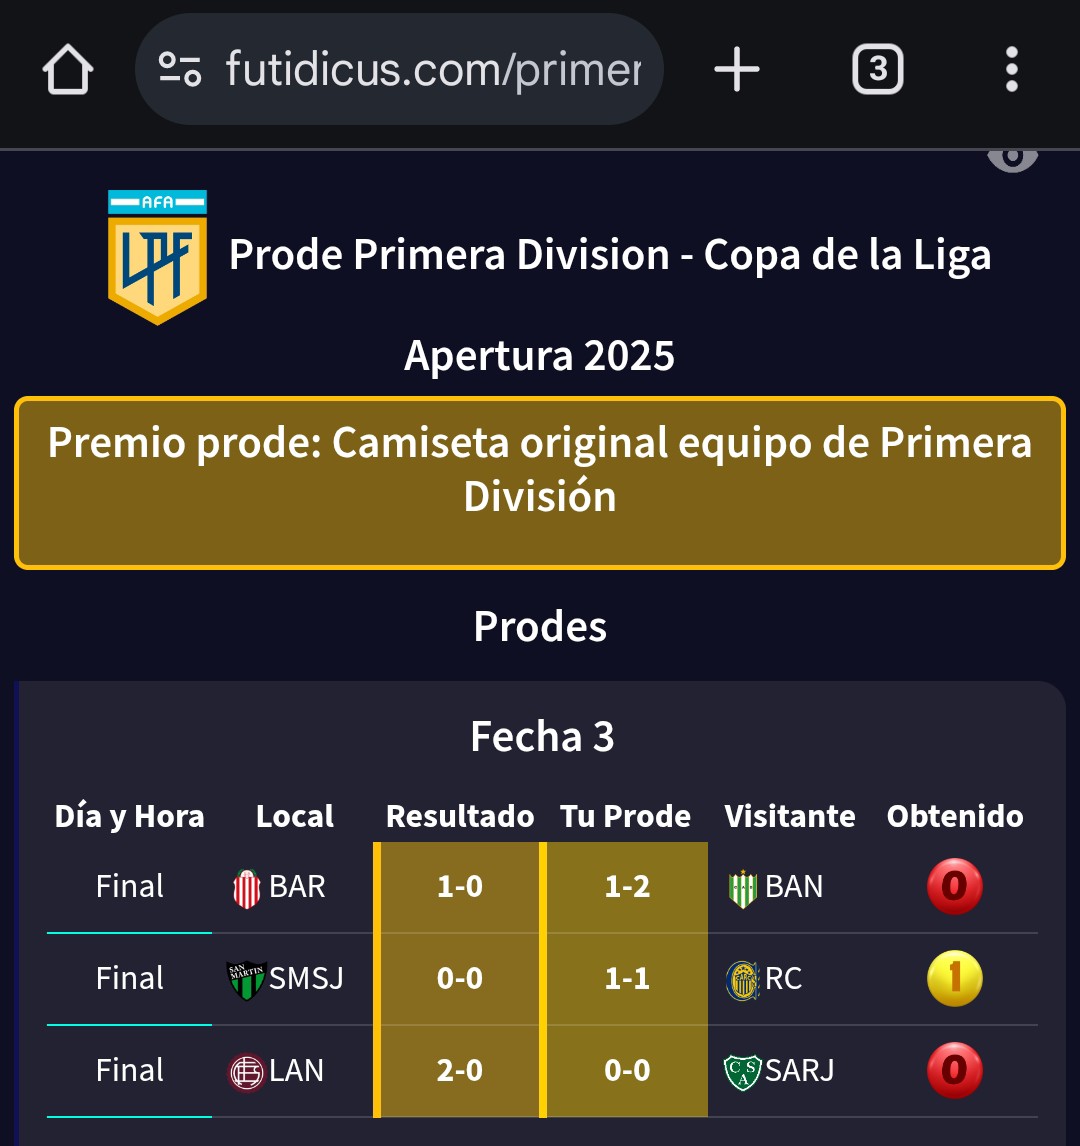 futidicus.com/primer
3
AFA
LPF
Prode Primera Division - Copa de la Liga
Apertura 2025
Premio prode: Camiseta original equipo de Primera
División
Prodes
Fecha 3
Día y Hora Local Resultado Tu Prode Visitante Obtenido
Final BAR 1-0 1-2 BAN 0
Final SAN MARTIN SMSJ 0-0 1-1 RC 1
Final LAN 2-0 0-0 CSA SARJ 0